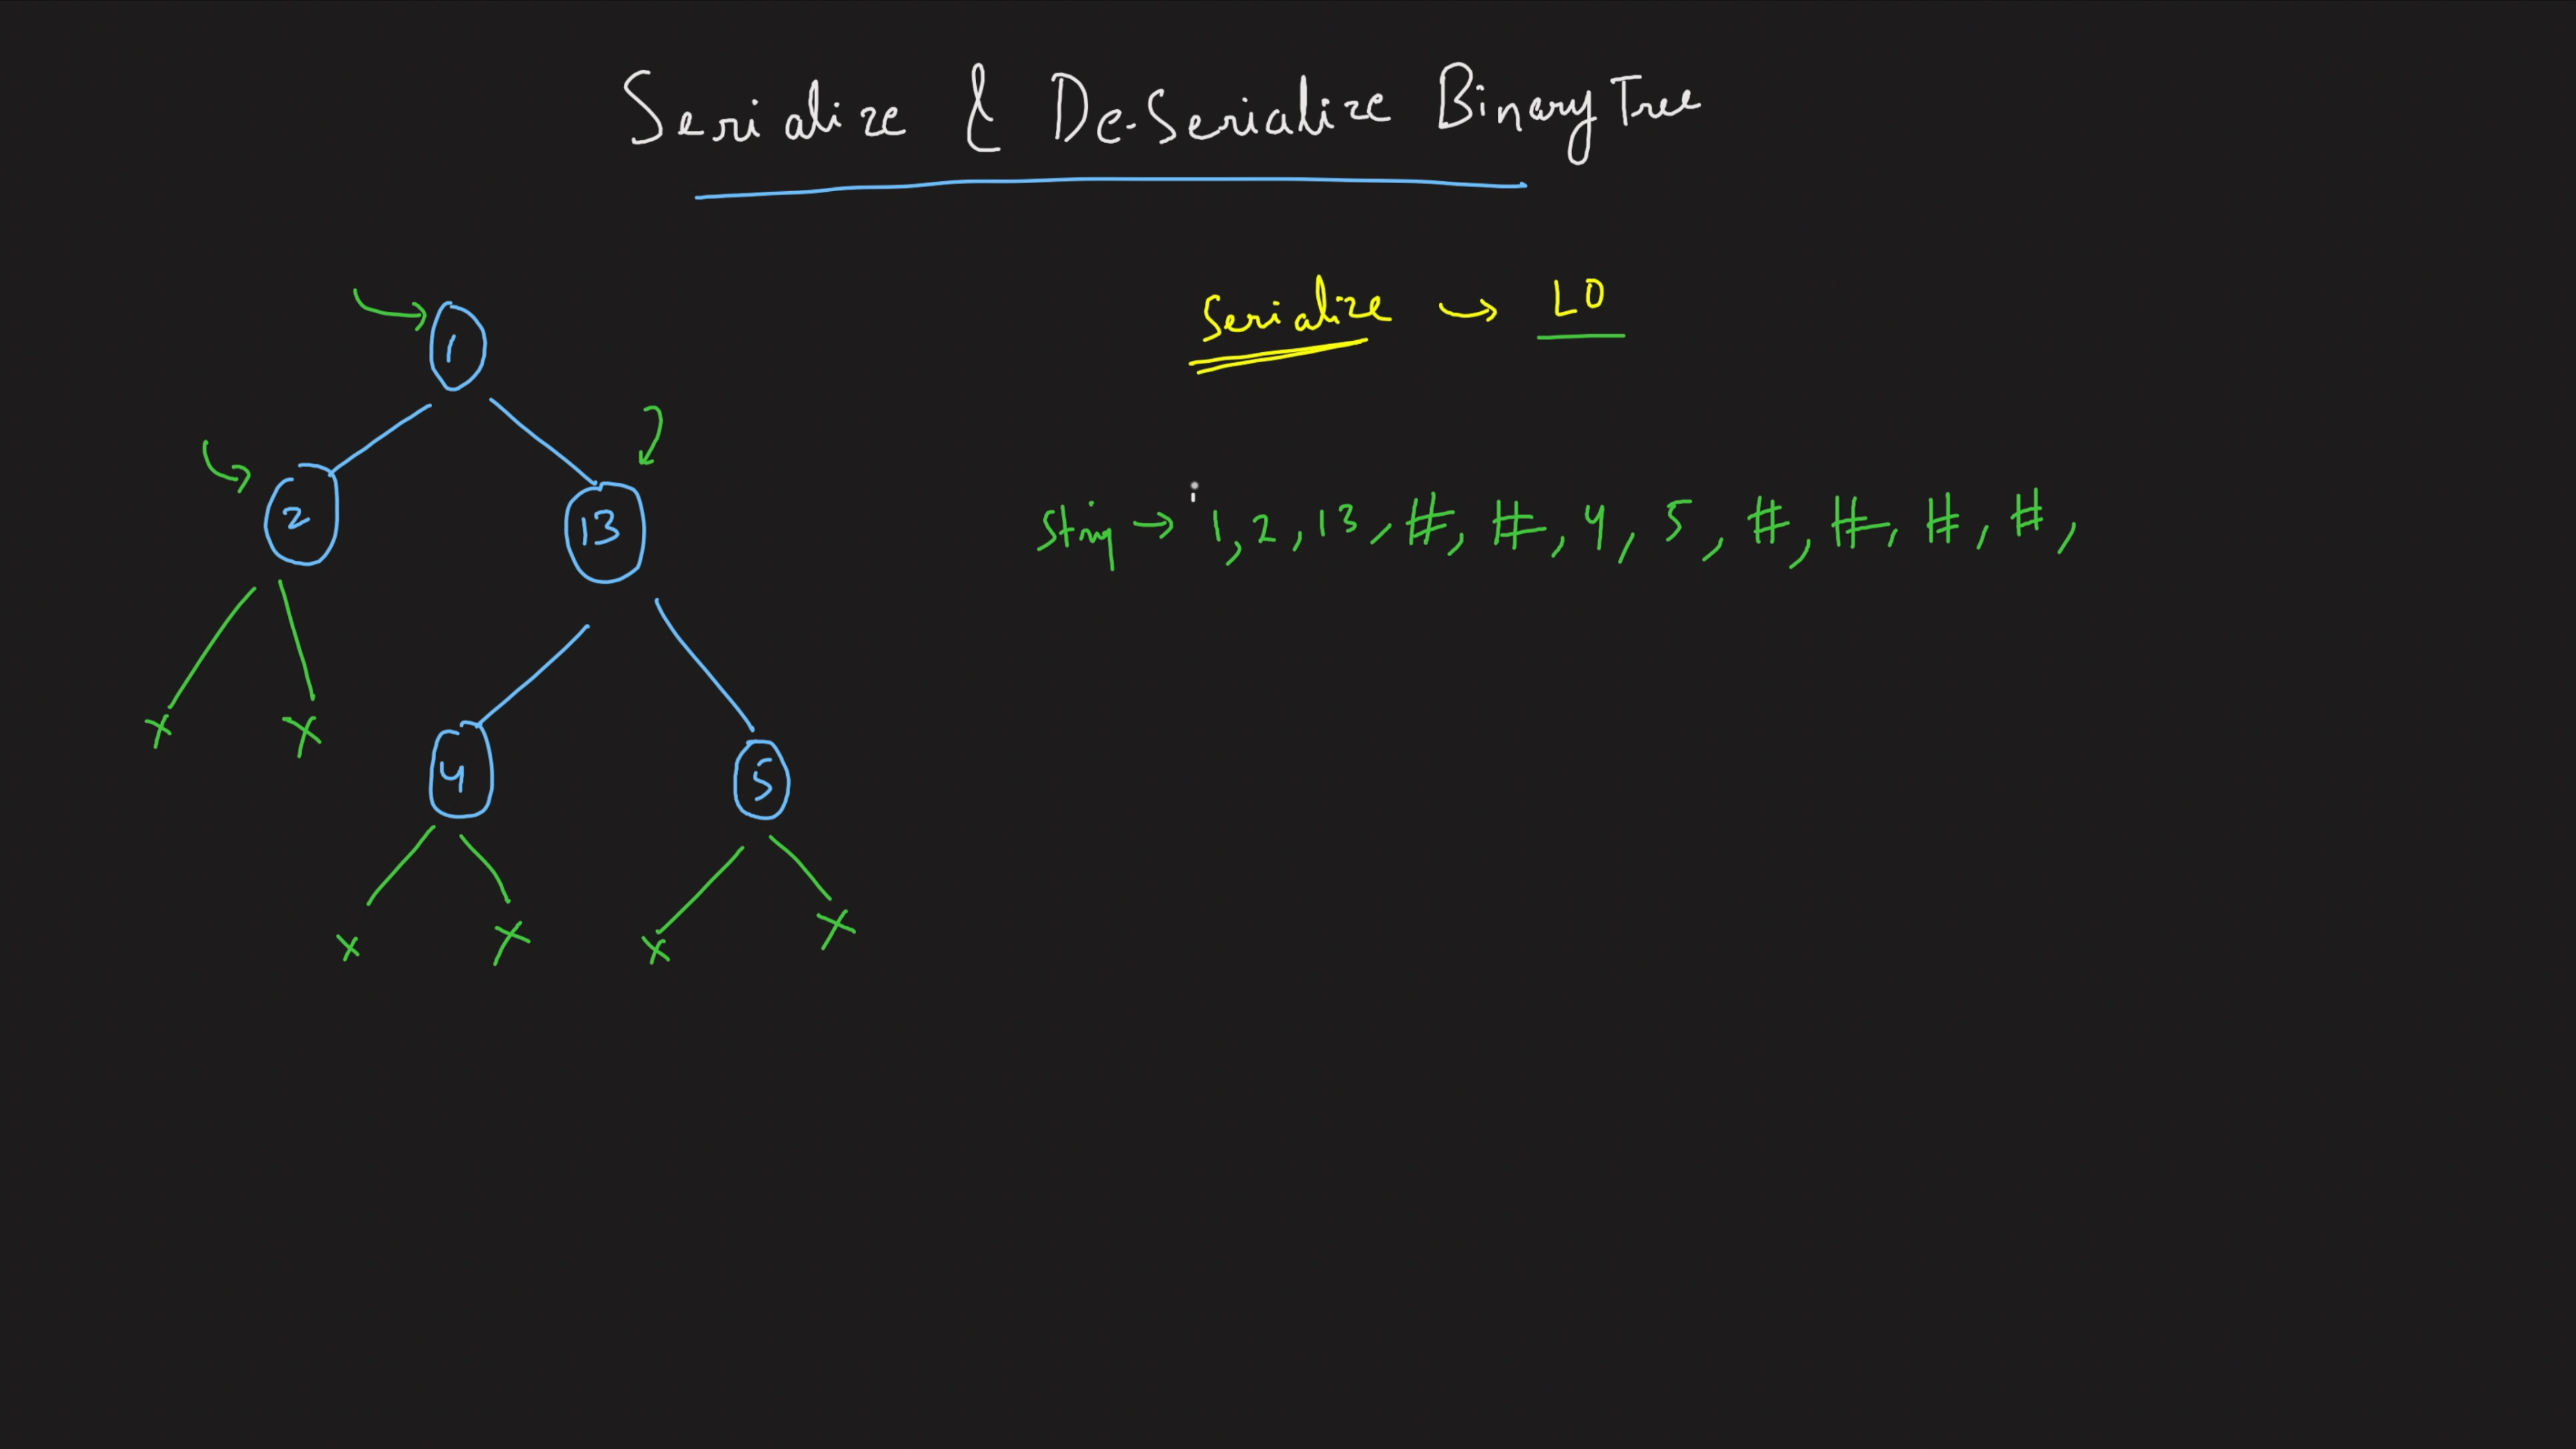 Serialize & De-Serialize Binary Tree
Serialize → LO
1
2
13
String → 1, 2, 13, #, #, 4, 5, #, #, #, #,
X X
4
5
X X X X